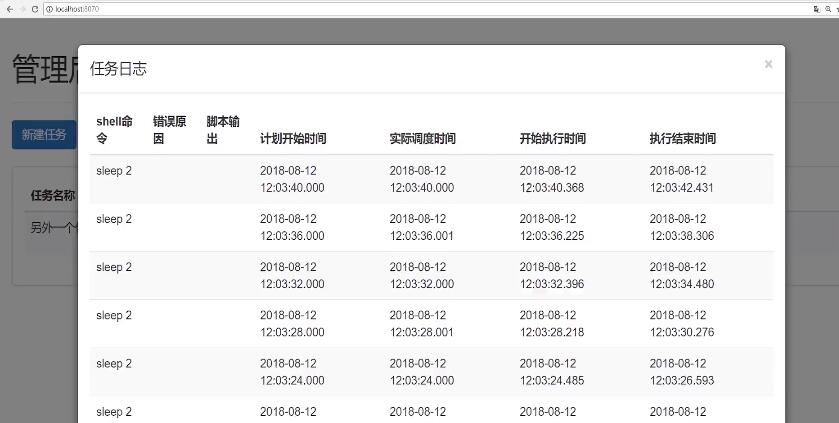 localhost:8070
管理后
任务日志
×
新建任务
shell命令 错误原因 脚本输出 计划开始时间 实际调度时间 开始执行时间 执行结束时间
任务名称
sleep 2 2018-08-12 2018-08-12 2018-08-12 2018-08-12
12:03:40.000 12:03:40.000 12:03:40.368 12:03:42.431
另外一个
sleep 2 2018-08-12 2018-08-12 2018-08-12 2018-08-12
12:03:36.000 12:03:36.001 12:03:36.225 12:03:38.306
sleep 2 2018-08-12 2018-08-12 2018-08-12 2018-08-12
12:03:32.000 12:03:32.000 12:03:32.396 12:03:34.480
sleep 2 2018-08-12 2018-08-12 2018-08-12 2018-08-12
12:03:28.000 12:03:28.001 12:03:28.218 12:03:30.276
sleep 2 2018-08-12 2018-08-12 2018-08-12 2018-08-12
12:03:24.000 12:03:24.000 12:03:24.485 12:03:26.593
sleep 2 2018-08-12 2018-08-12 2018-08-12 2018-08-12